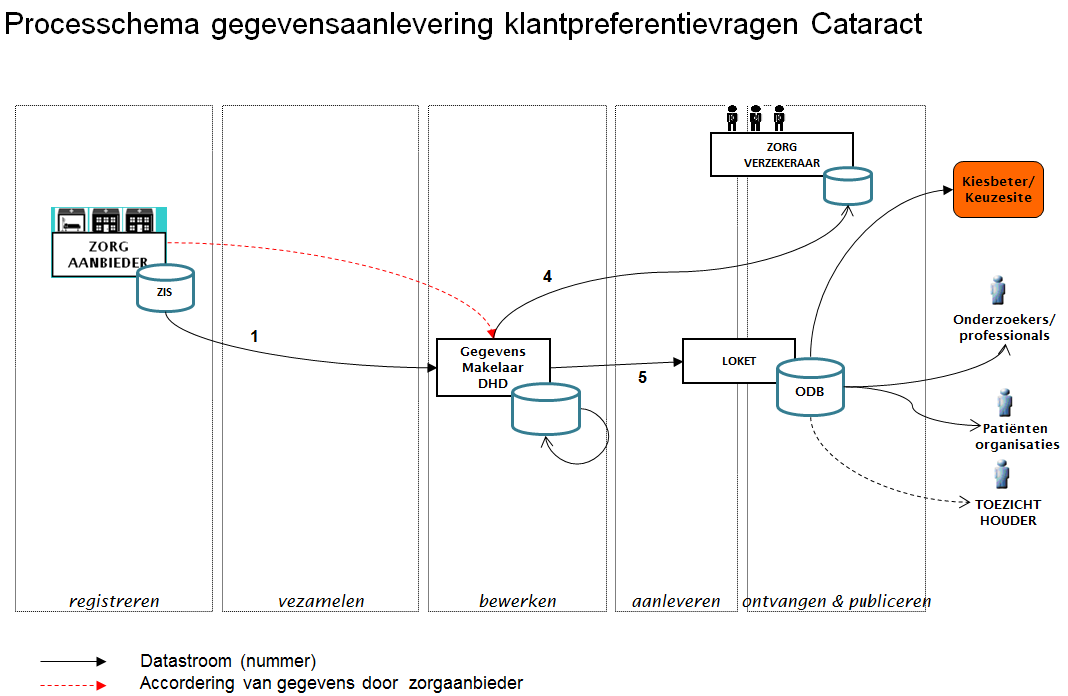 Processchema gegevensaanlevering klantpreferentievragen Cataract
ZORG
VERZEKERAAR
Kiesbeter/
Keuzesite
ZORG
AANBIEDER
ZIS
4
1
Onderzoekers/
professionals
Gegevens
Makelaar
DHD
5
LOKET
ODB
Patiënten
organisaties
TOEZICHT
HOUDER
registreren
vezamelen
bewerken
aanleveren
ontvangen & publiceren
Datastroom (nummer)
Accordering van gegevens door zorgaanbieder